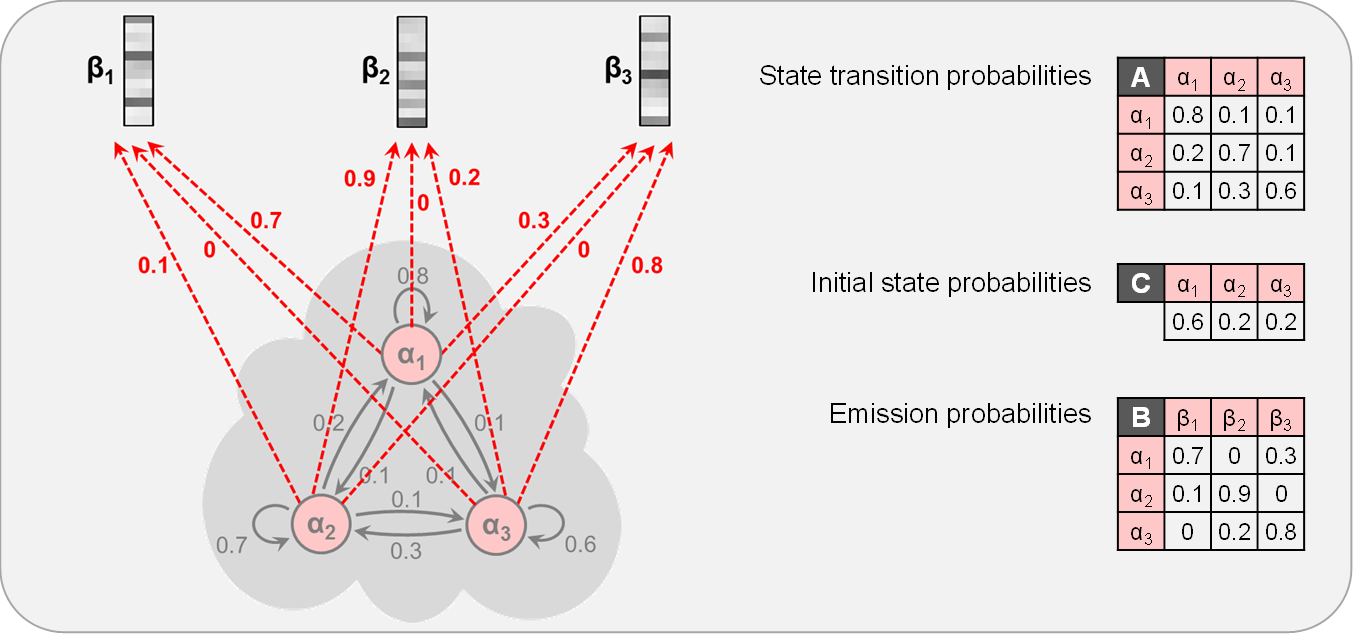 β1 β2 β3
0.9 0.2
0
0.7 0.3
0 0
0.1 0.8
0.8
α1
0.2 0.1
0.1 0.1
0.1
α2 α3
0.7 0.3 0.6
State transition probabilities
A α1 α2 α3
α1 0.8 0.1 0.1
α2 0.2 0.7 0.1
α3 0.1 0.3 0.6
Initial state probabilities
C α1 α2 α3
0.6 0.2 0.2
Emission probabilities
B β1 β2 β3
α1 0.7 0 0.3
α2 0.1 0.9 0
α3 0 0.2 0.8